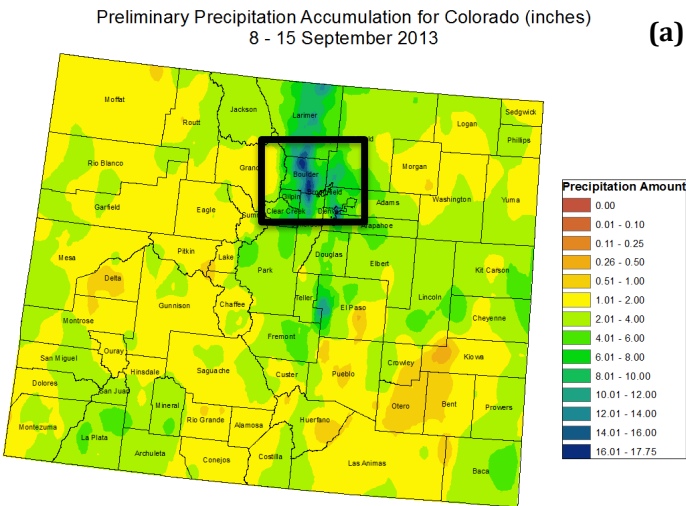 Preliminary Precipitation Accumulation for Colorado (inches)
8 - 15 September 2013
(a)
Moffat
Routt
Jackson
Larimer
Logan
Sedgwick
Phillips
Rio Blanco
Grand
Boulder
Morgan
Washington
Yuma
Garfield
Eagle
Gilpin
Clear Creek
Denver
Adams
Arapahoe
Mesa
Pitkin
Lake
Park
Douglas
Elbert
Kit Carson
Delta
Gunnison
Chaffee
Teller
El Paso
Lincoln
Cheyenne
Montrose
Fremont
San Miguel
Ouray
Hinsdale
Saguache
Custer
Pueblo
Crowley
Kiowa
Dolores
San Juan
Mineral
Rio Grande
Alamosa
Huerfano
Otero
Bent
Prowers
Montezuma
La Plata
Archuleta
Conejos
Costilla
Las Animas
Baca
Precipitation Amount
0.00
0.01 - 0.10
0.11 - 0.25
0.26 - 0.50
0.51 - 1.00
1.01 - 2.00
2.01 - 4.00
4.01 - 6.00
6.01 - 8.00
8.01 - 10.00
10.01 - 12.00
12.01 - 14.00
14.01 - 16.00
16.01 - 17.75